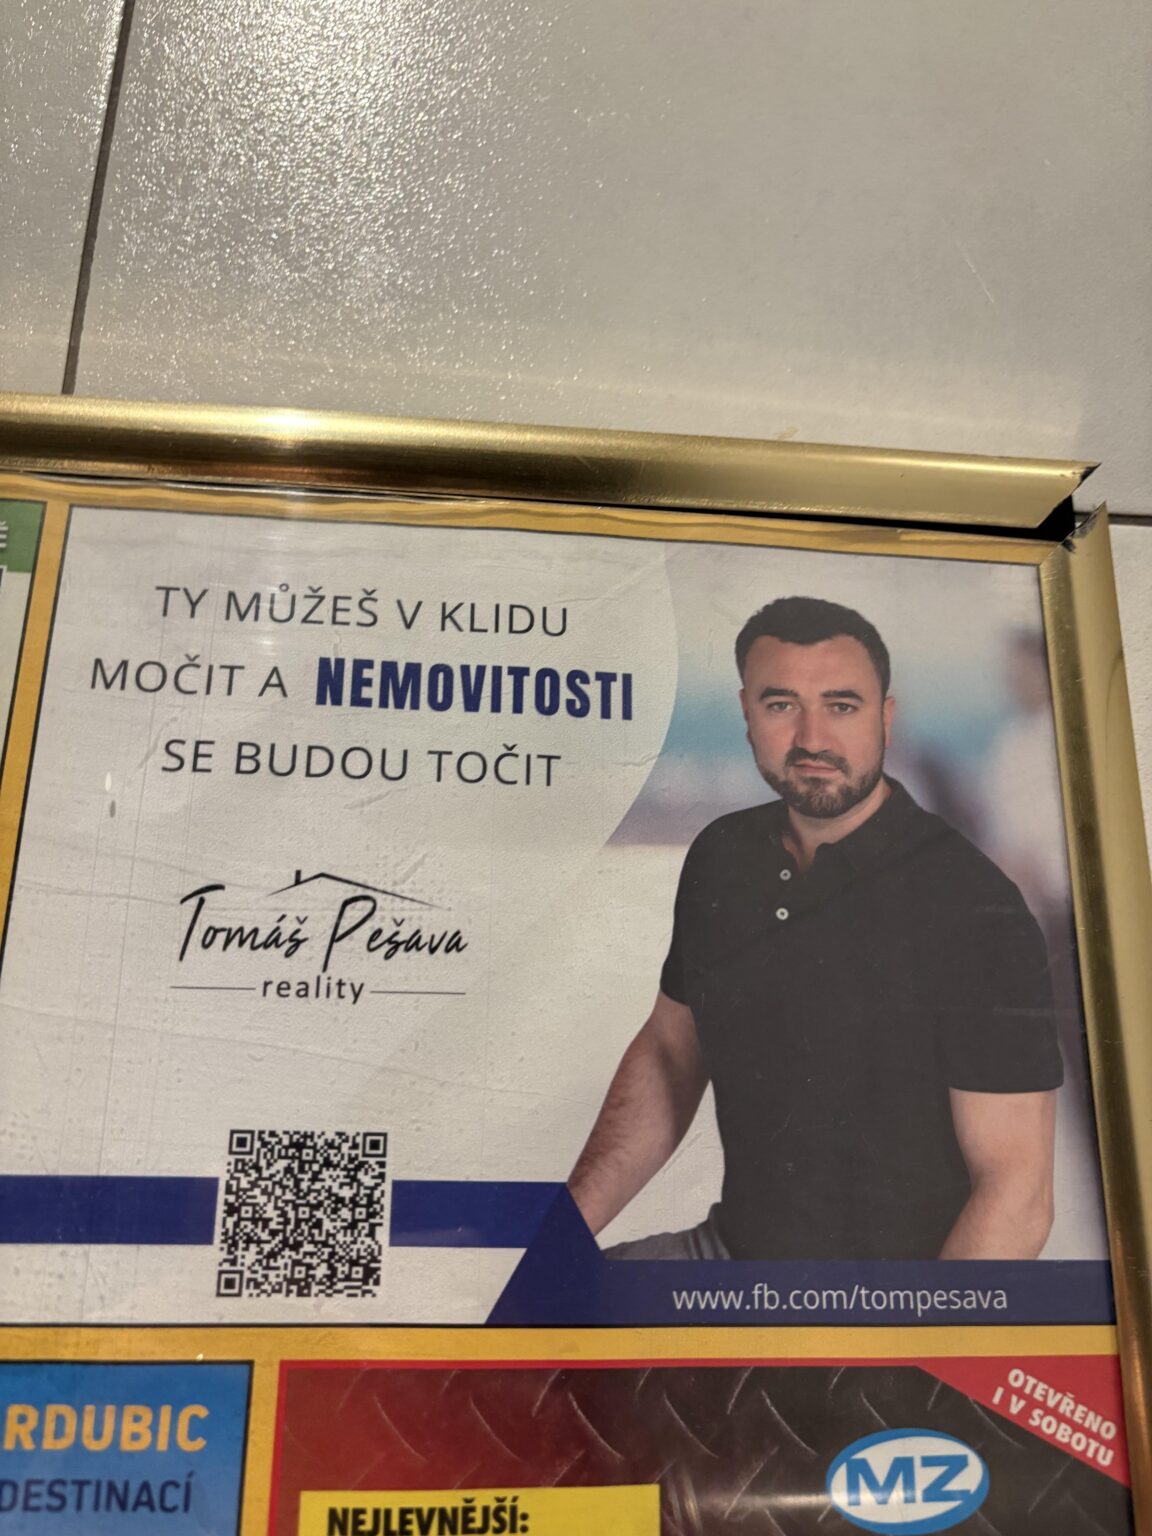 TY MŮŽEŠ V KLIDU
MOČIT A NEMOVITOSTI
SE BUDOU TOČIT
Tomáš Pešava
reality
www.fb.com/tompesava
RDUBIC
DESTINACÍ
OTEVŘENO
I V SOBOTU
MZ
NEJLEVNĚJŠÍ: